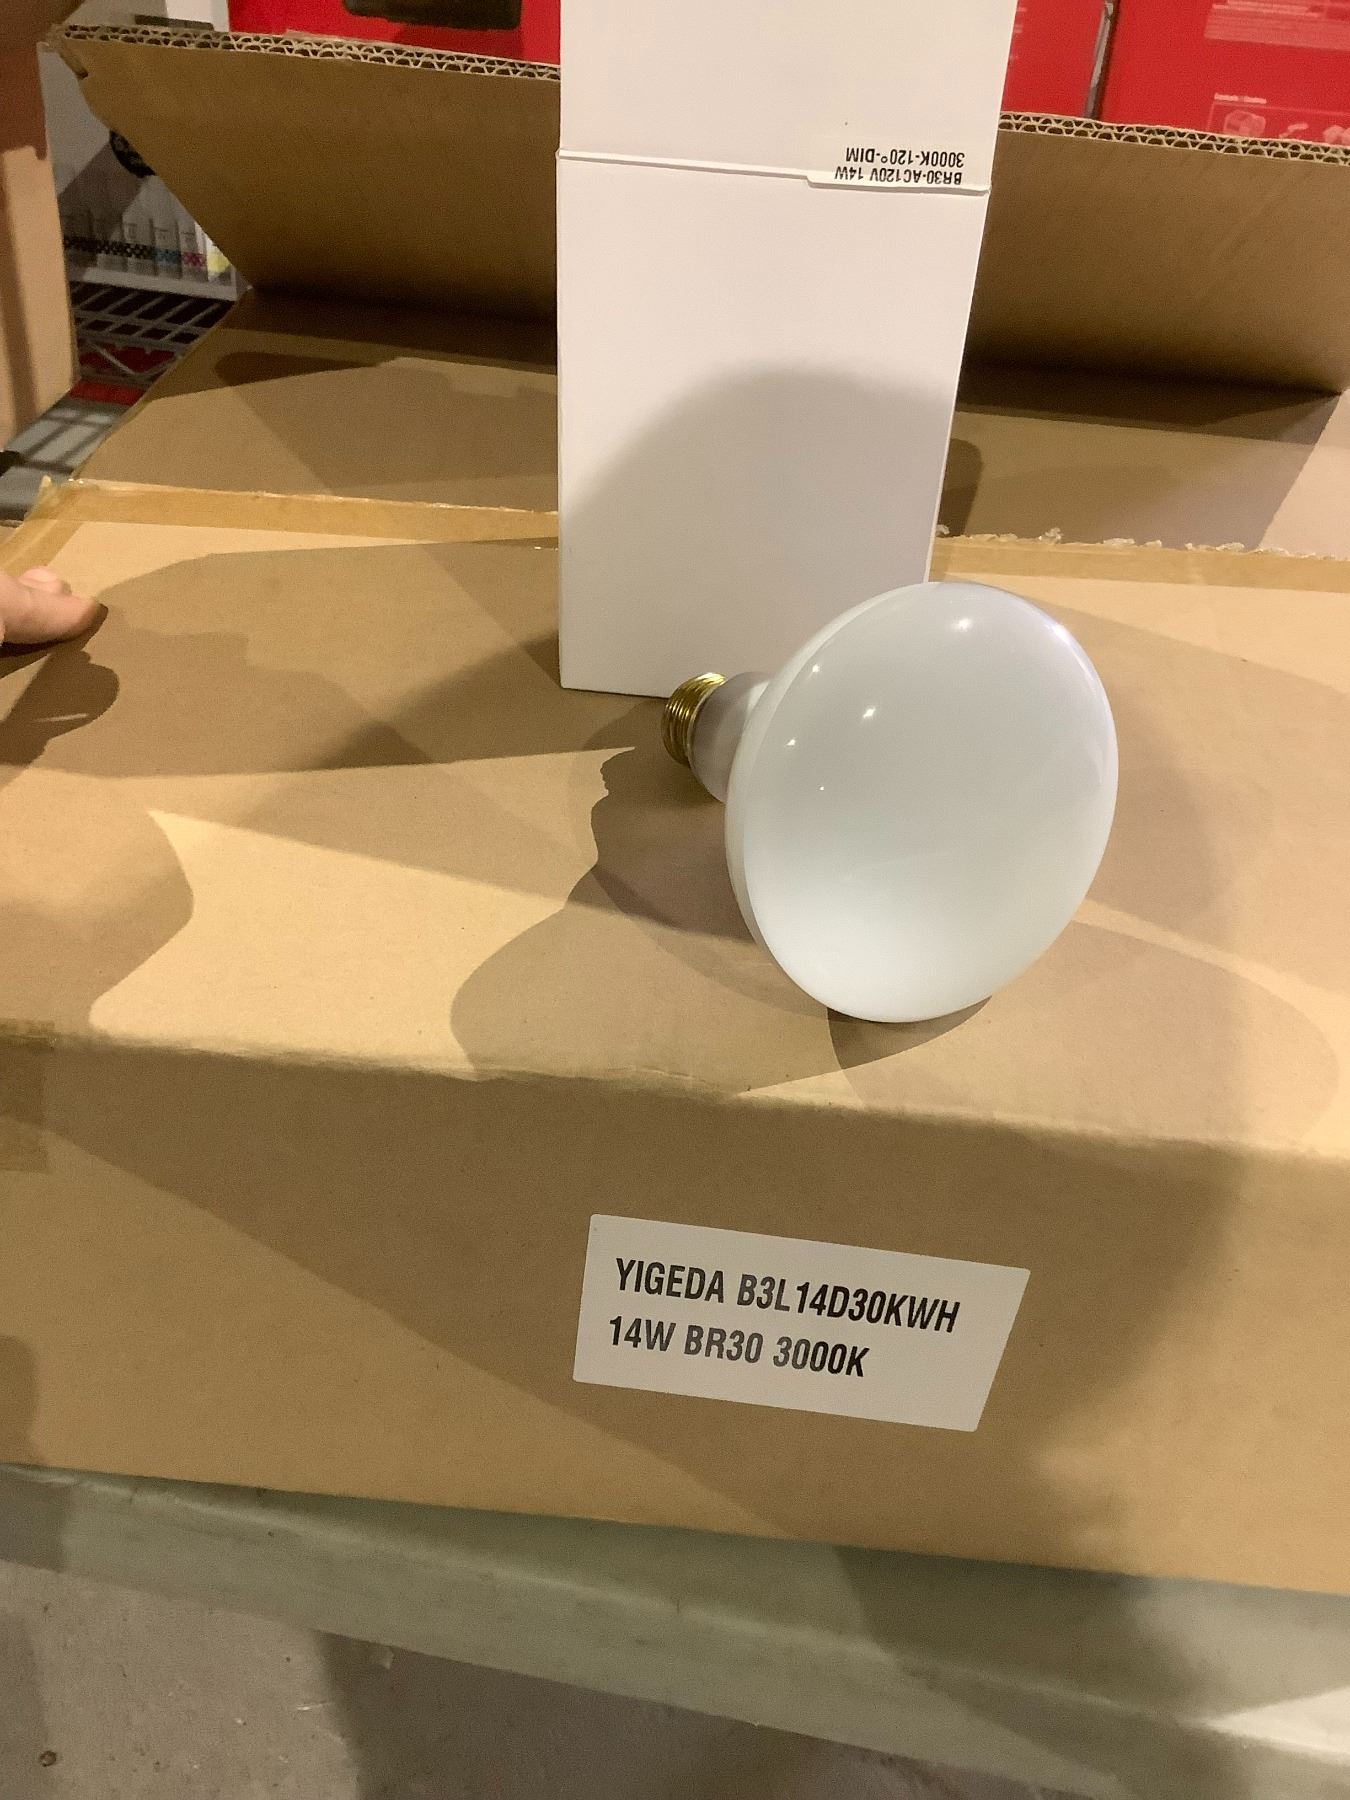 BR30-AC120V 14W
3000K-120°-DIM
YIGEDA B3L14D30KWH
14W BR30 3000K